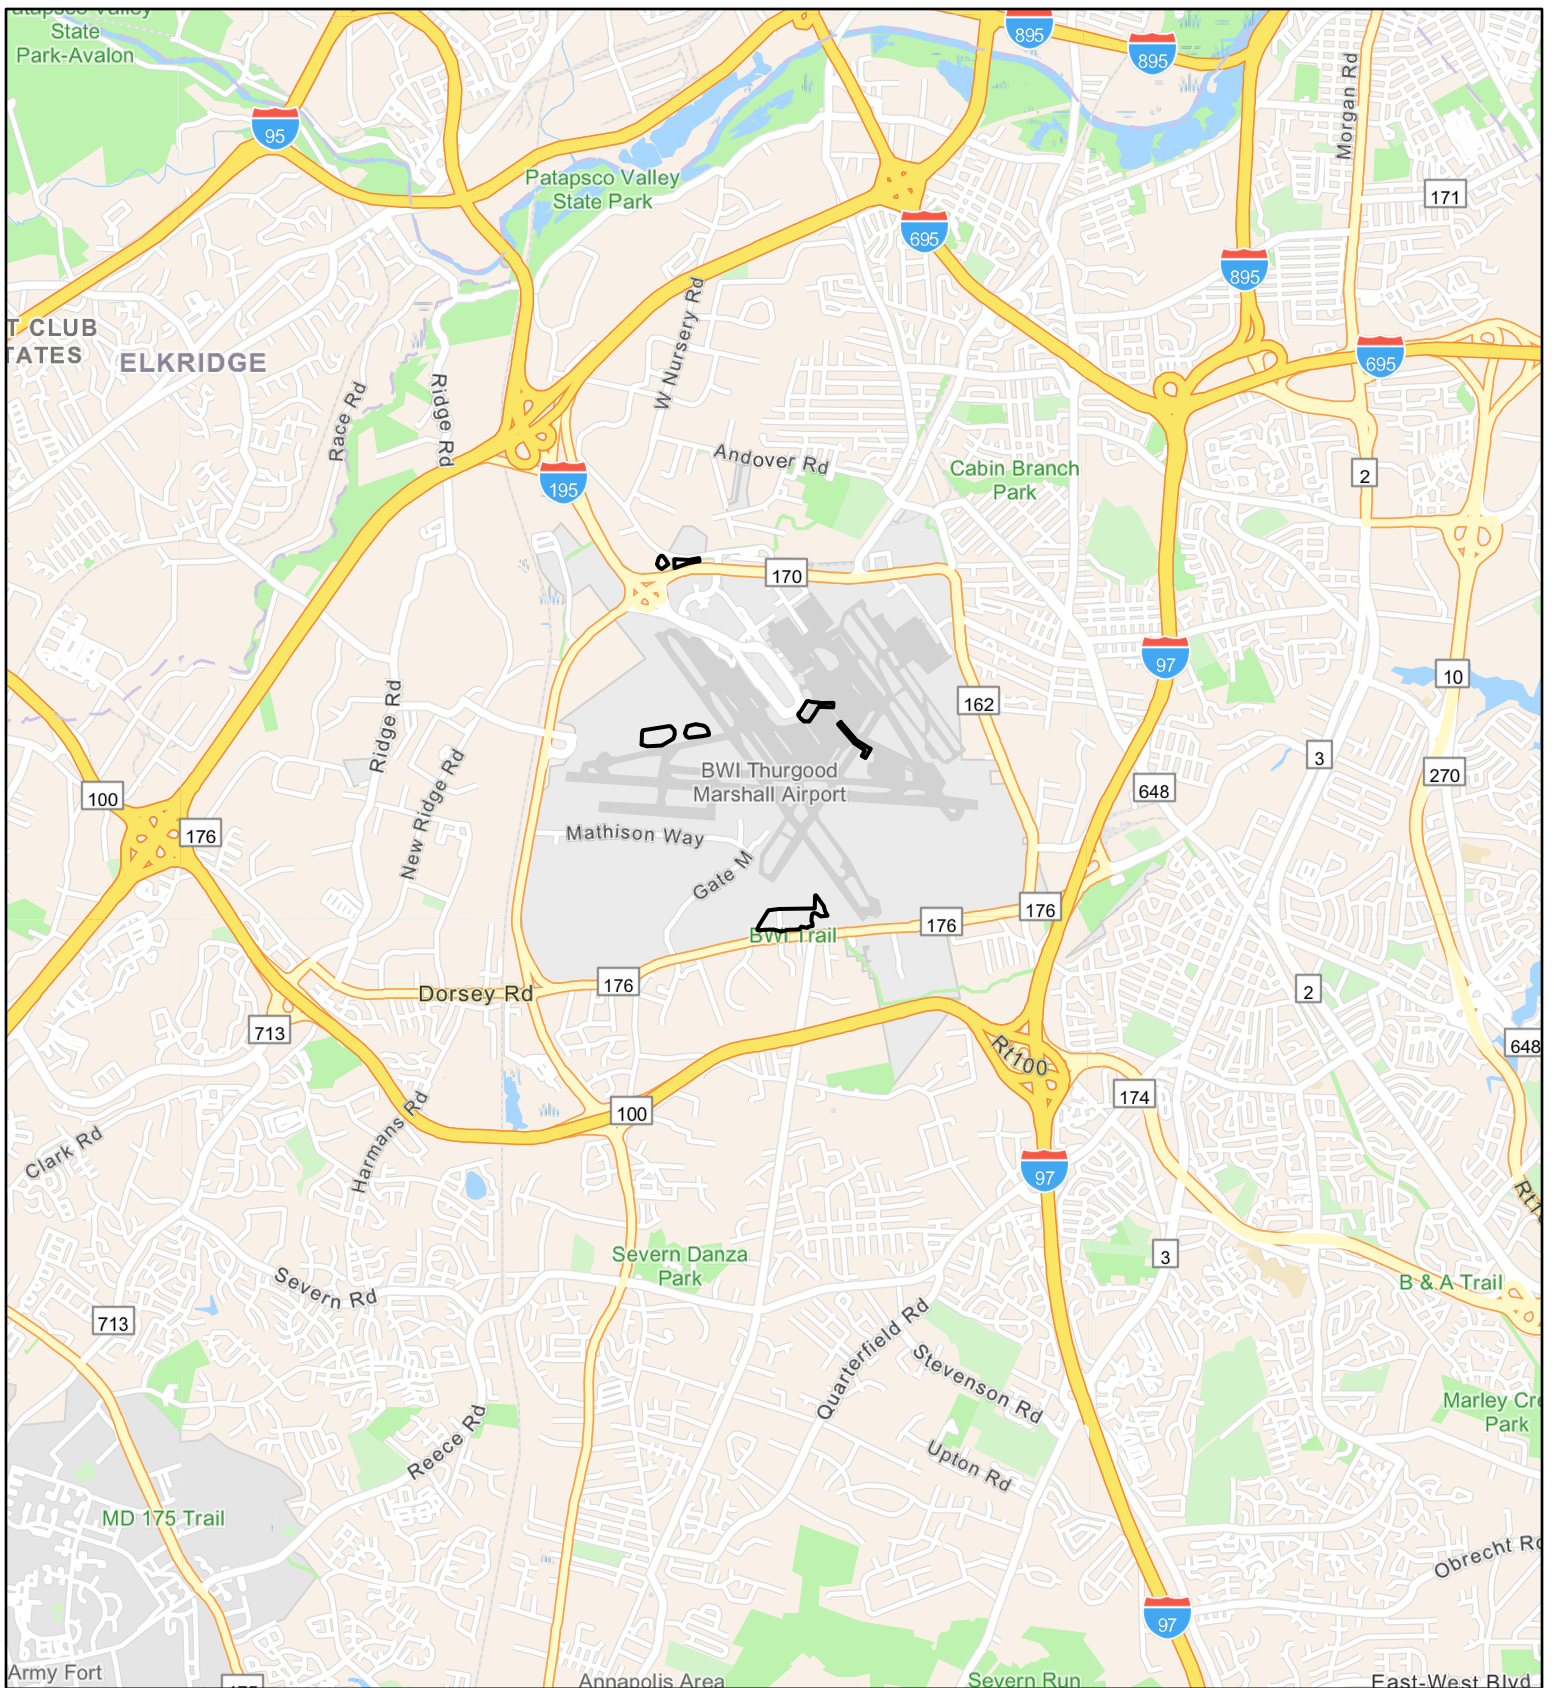 State
Park-Avalon
895
895
95
Morgan Rd
Patapsco Valley
State Park
171
695
895
W Nursery Rd
T CLUB
TATES
ELKRIDGE
695
Race Rd
Ridge Rd
Andover Rd
Cabin Branch
Park
2
195
170
97
10
162
Ridge Rd
New Ridge Rd
3
BWI Thurgood
Marshall Airport
270
648
100
176
Mathison Way
Gate M
176
176
BWI Trail
176
Dorsey Rd
2
713
648
Rt100
174
100
Harmans Rd
Clark Rd
97
Rt1
Severn Danza
Park
3
B & A Trail
Severn Rd
713
Quarterfield Rd
Stevenson Rd
Marley Cre
Park
Reece Rd
Upton Rd
MD 175 Trail
Obrecht Rd
97
Army Fort
Annapolis Area
Severn Run
East-West Blvd